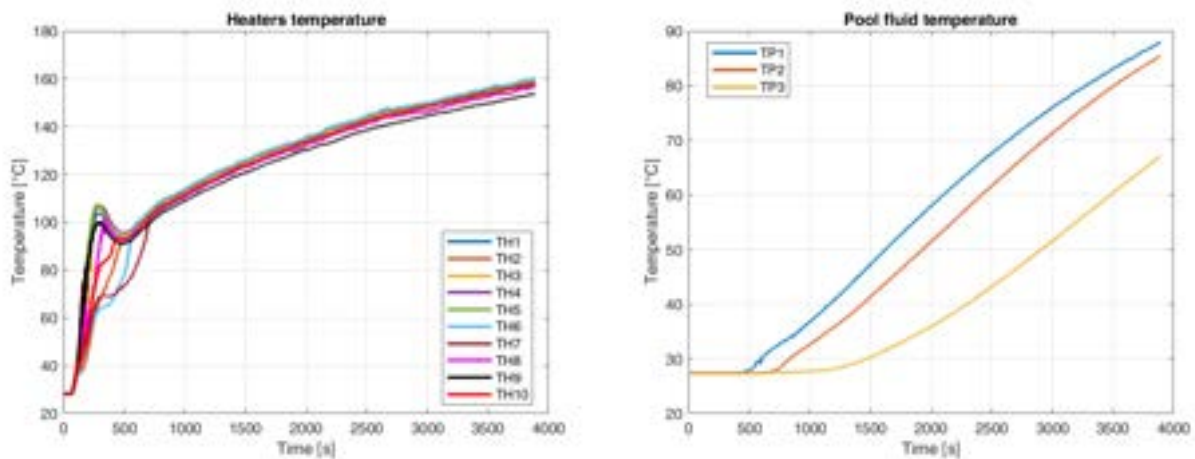 Heaters temperature
180
160
140
120
100
80
60
40
20
0 500 1000 1500 2000 2500 3000 3500 4000
Temperature [°C]
Time [s]
TH1
TH2
TH3
TH4
TH5
TH6
TH7
TH8
TH9
TH10
Pool fluid temperature
90
80
70
60
50
40
30
20
0 500 1000 1500 2000 2500 3000 3500 4000
Temperature [°C]
Time [s]
TP1
TP2
TP3